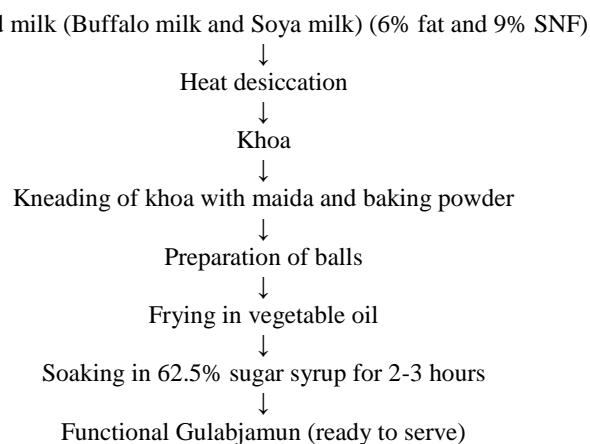 milk (Buffalo milk and Soya milk) (6% fat and 9% SNF)
↓
Heat desiccation
↓
Khoa
↓
Kneading of khoa with maida and baking powder
↓
Preparation of balls
↓
Frying in vegetable oil
↓
Soaking in 62.5% sugar syrup for 2-3 hours
↓
Functional Gulabjamun (ready to serve)